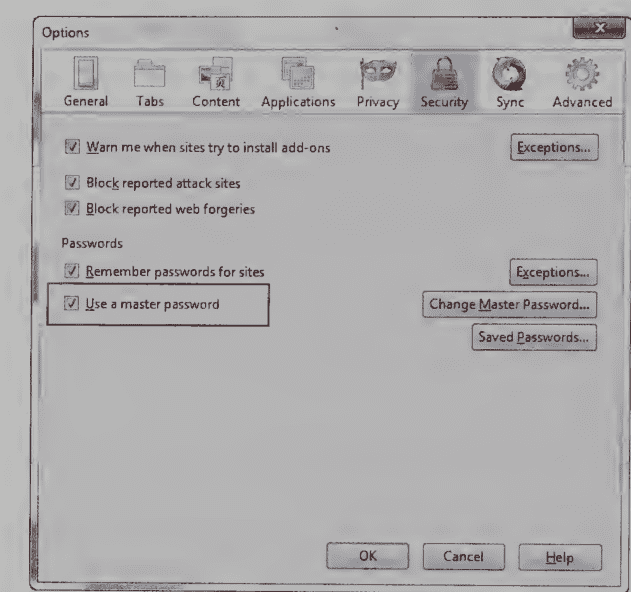 Options
General Tabs Content Applications Privacy Security Sync Advanced
Warn me when sites try to install add-ons Exceptions...
Block reported attack sites
Block reported web forgeries
Passwords
Remember passwords for sites Exceptions...
Use a master password Change Master Password...
Saved Passwords...
OK Cancel Help